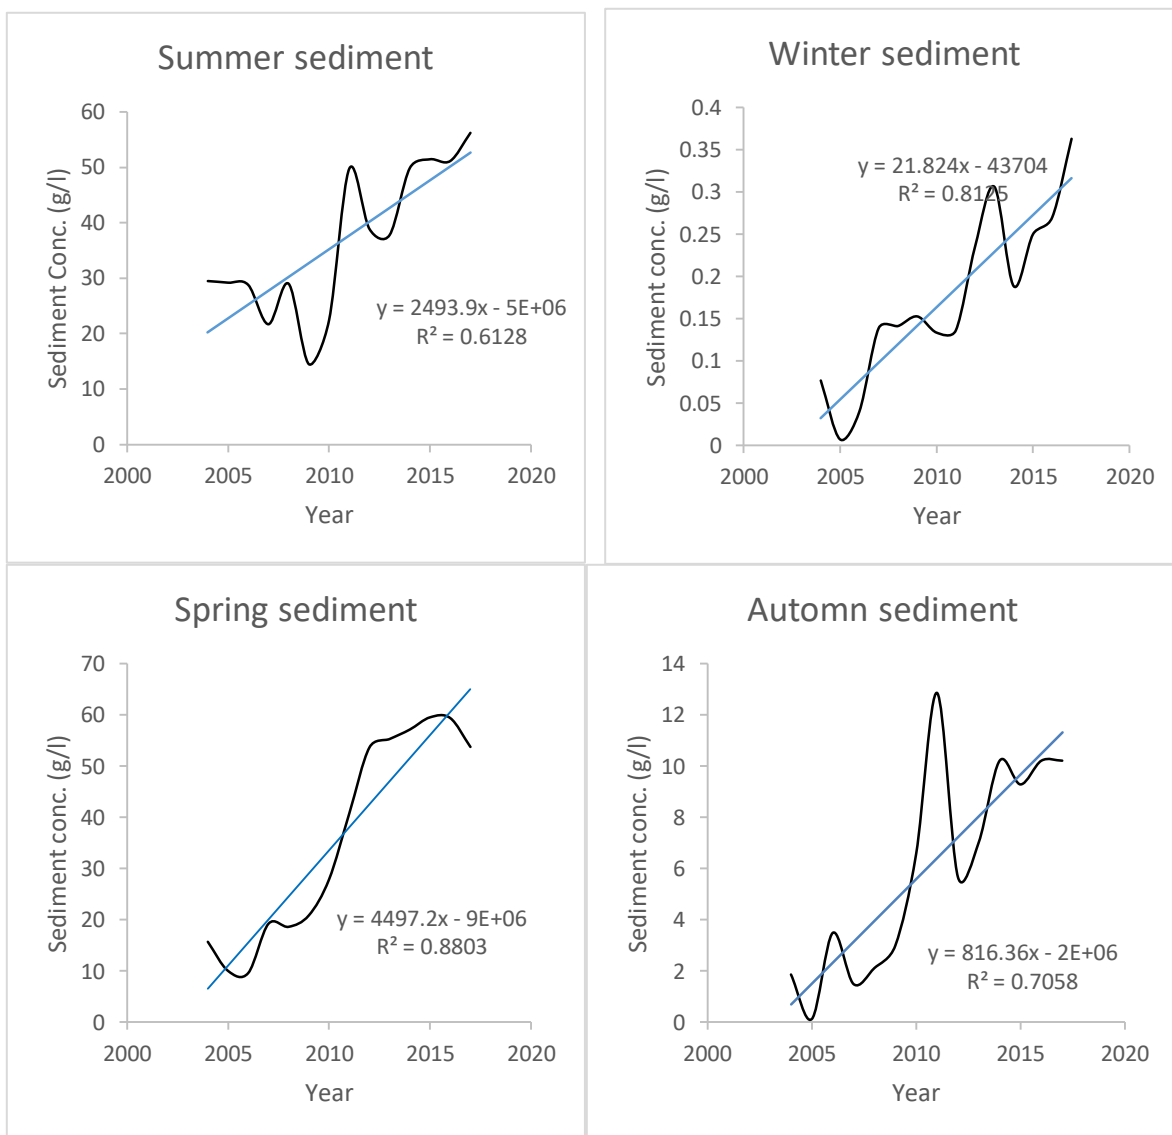 Summer sediment
60
50
40
30
20
10
0
2000 2005 2010 2015 2020
Sediment Conc. (g/l)
Year
y = 2493.9x - 5E+06
R² = 0.6128
Winter sediment
0.4
0.35
0.3
0.25
0.2
0.15
0.1
0.05
0
2000 2005 2010 2015 2020
Sediment conc. (g/l)
Year
y = 21.824x - 43704
R² = 0.8125
Spring sediment
70
60
50
40
30
20
10
0
2000 2005 2010 2015 2020
Sediment conc. (g/l)
Year
y = 4497.2x - 9E+06
R² = 0.8803
Automn sediment
14
12
10
8
6
4
2
0
2000 2005 2010 2015 2020
Sediment conc. (g/l)
Year
y = 816.36x - 2E+06
R² = 0.7058